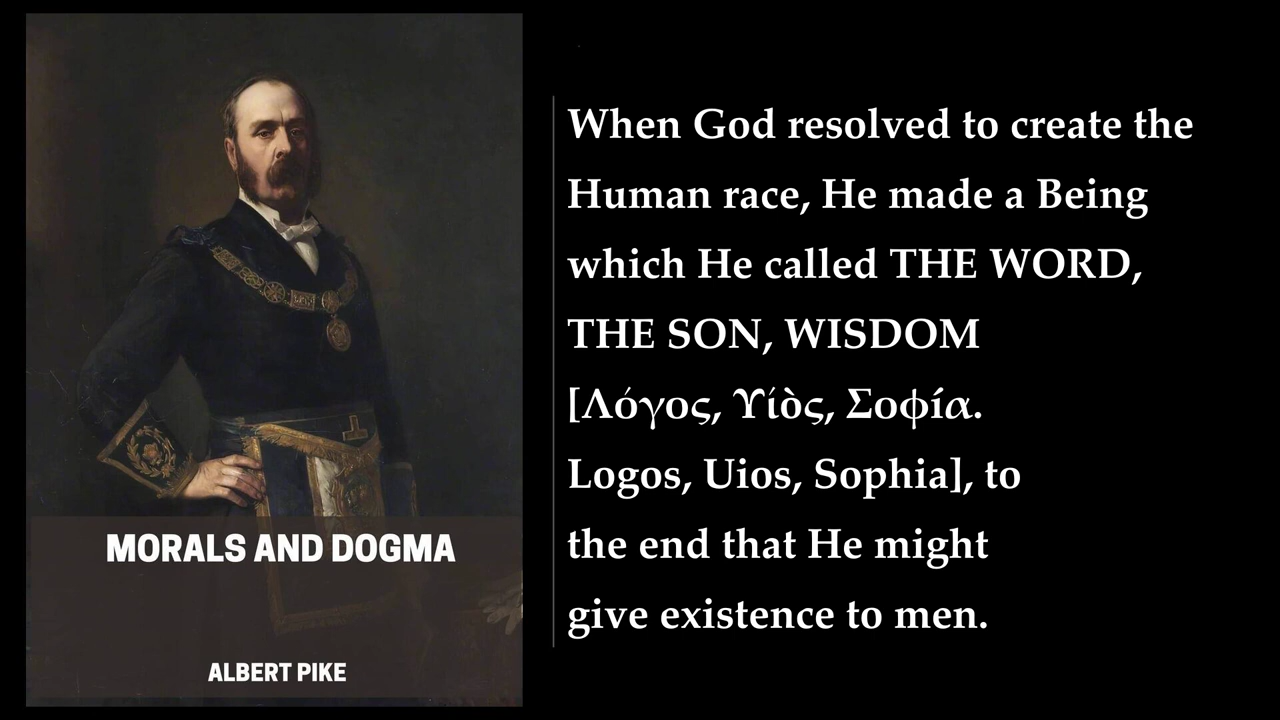 MORALS AND DOGMA
ALBERT PIKE
When God resolved to create the
Human race, He made a Being
which He called THE WORD,
THE SON, WISDOM
[Λόγος, ϒίὸς, Σοφία.
Logos, Uios, Sophia], to
the end that He might
give existence to men.